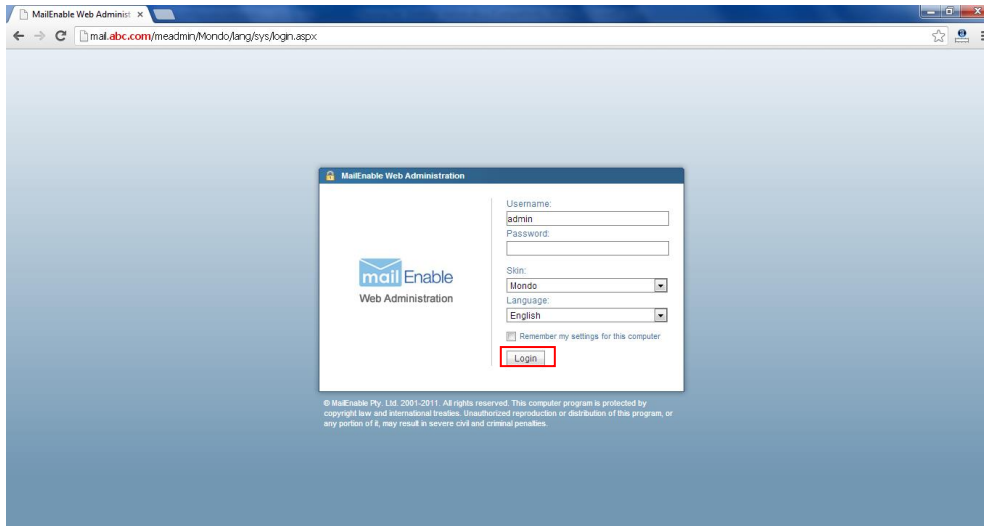 MailEnable Web Administ
mail.abc.com/meadmin/Mondo/lang/sys/login.aspx
MailEnable Web Administration
Username:
admin
Password:
mail Enable
Web Administration
Skin:
Mondo
Language:
English
Remember my settings for this computer
Login
© MailEnable Pty. Ltd. 2001-2011. All rights reserved. This computer program is protected by
copyright law and international treaties. Unauthorized reproduction or distribution of this program, or
any portion of it, may result in severe civil and criminal penalties.